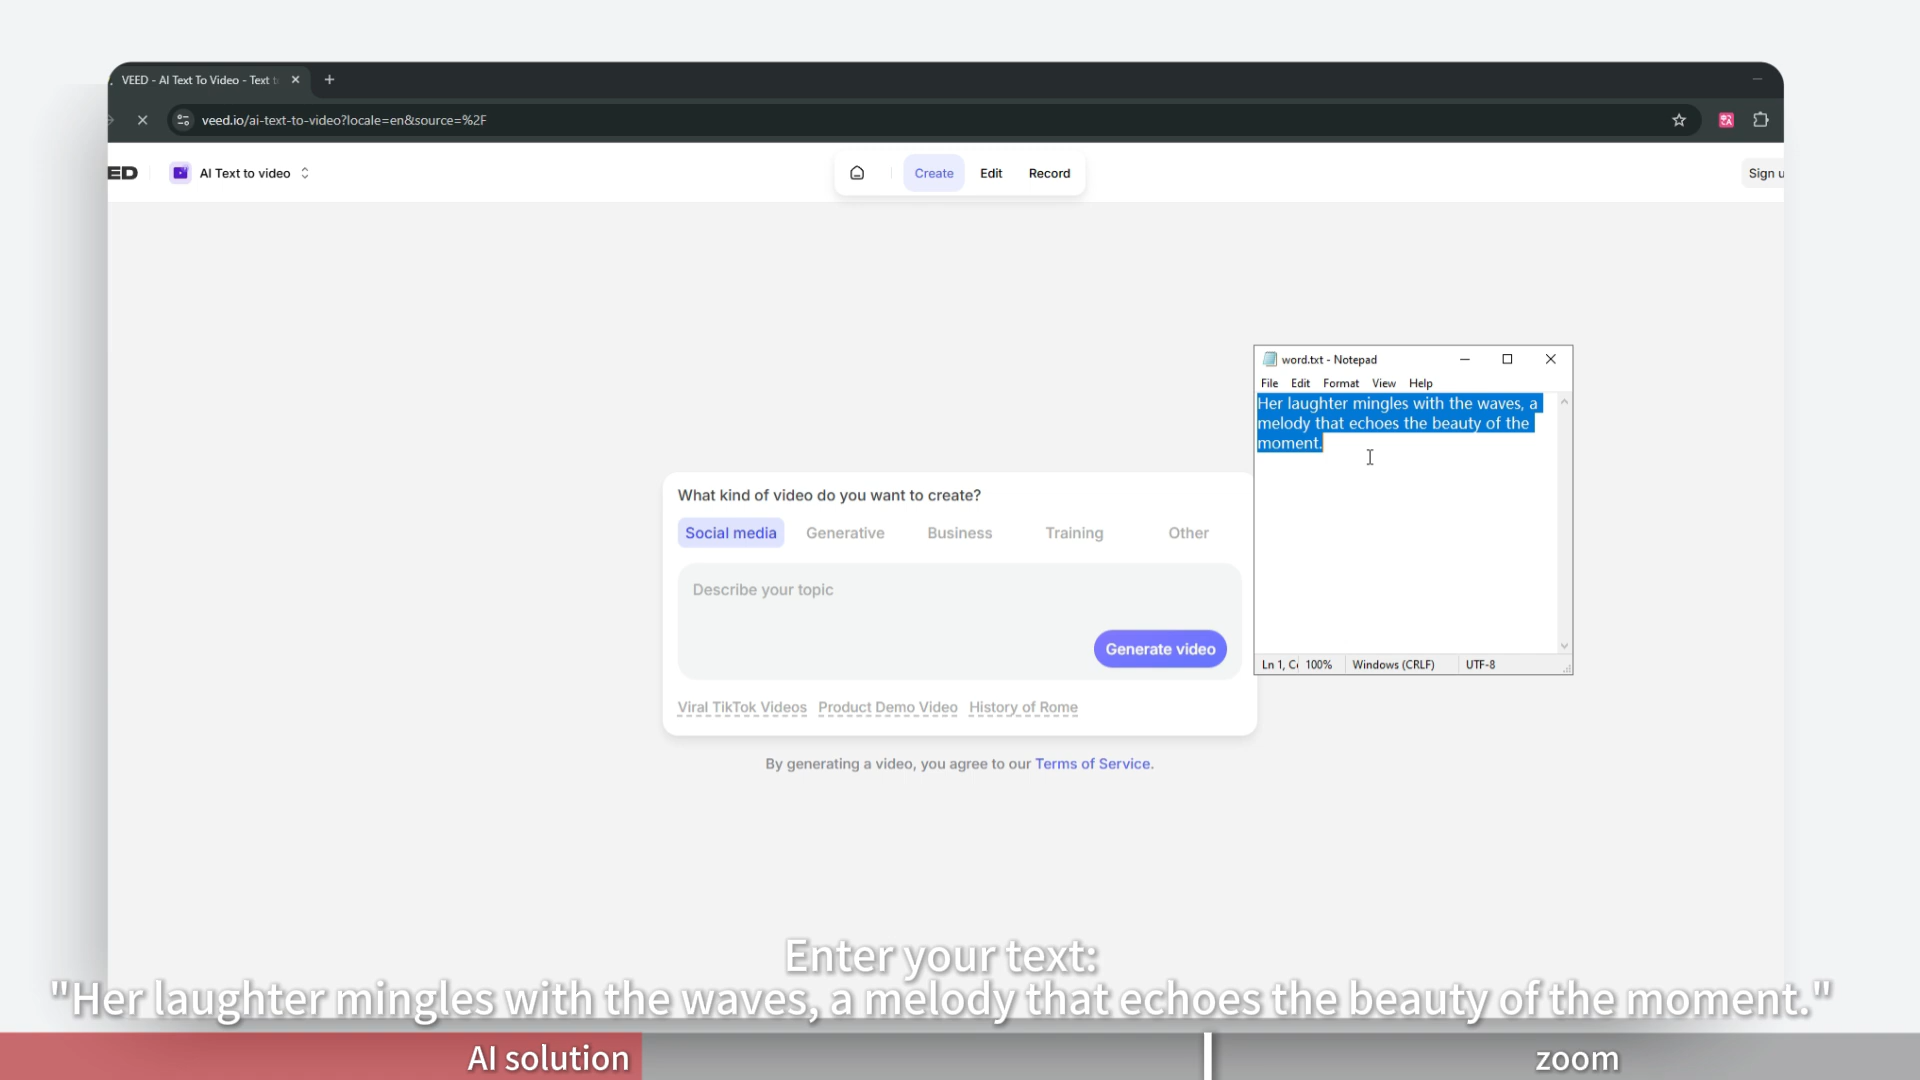 VEED - AI Text To Video - Text
veed.io/ai-text-to-video?locale=en&source=%2F
ED
AI Text to video
Create
Edit
Record
Sign u
word.txt - Notepad
File Edit Format View Help
Her laughter mingles with the waves, a
melody that echoes the beauty of the
moment.
Ln 1, C 100% Windows (CRLF) UTF-8
What kind of video do you want to create?
Social media Generative Business Training Other
Describe your topic
Generate video
Viral TikTok Videos Product Demo Video History of Rome
By generating a video, you agree to our Terms of Service.
Enter your text:
"Her laughter mingles with the waves, a melody that echoes the beauty of the moment."
AI solution
zoom